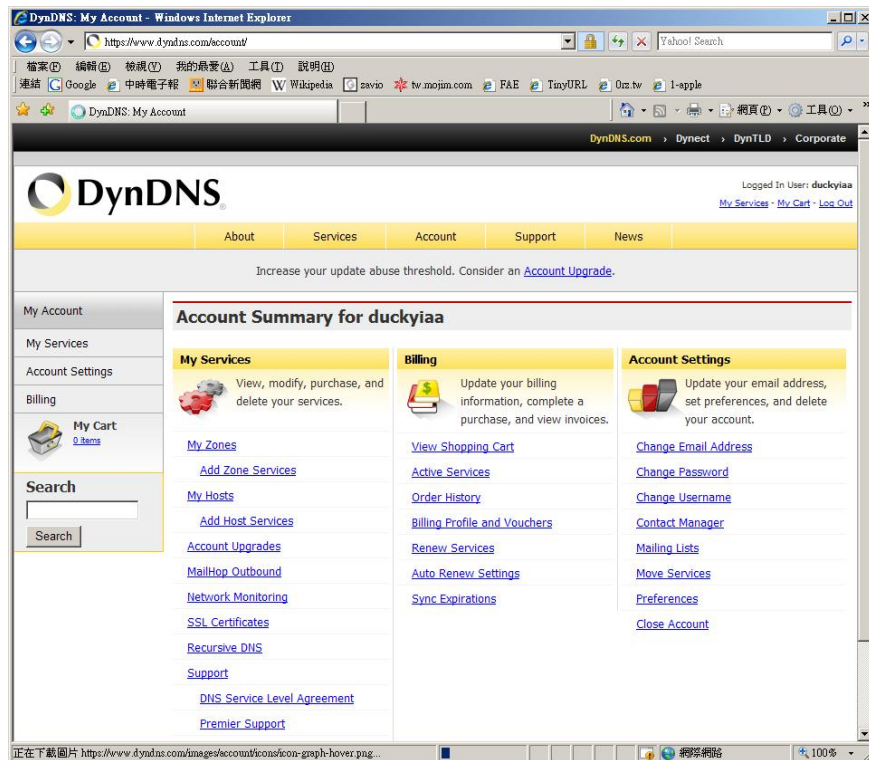 DynDNS: My Account - Windows Internet Explorer
https://www.dyndns.com/account/
Yahoo! Search
檔案(F) 編輯(E) 檢視(V) 我的最愛(A) 工具(T) 說明(H)
連結 Google 中時電子報 聯合新聞網 Wikipedia zavio tw.mojim.com FAE TinyURL 0rz.tw 1-apple
DynDNS: My Account
網頁(P) 工具(O)
DynDNS.com › Dynect › DynTLD › Corporate
DynDNS
Logged In User: duckyiaa
My Services - My Cart - Log Out
About Services Account Support News
Increase your update abuse threshold. Consider an Account Upgrade.
My Account
My Services
Account Settings
Billing
My Cart
0 items
Search
Search
Account Summary for duckyiaa
My Services
View, modify, purchase, and
delete your services.
My Zones
Add Zone Services
My Hosts
Add Host Services
Account Upgrades
MailHop Outbound
Network Monitoring
SSL Certificates
Recursive DNS
Support
DNS Service Level Agreement
Premier Support
Billing
Update your billing
information, complete a
purchase, and view invoices.
View Shopping Cart
Active Services
Order History
Billing Profile and Vouchers
Renew Services
Auto Renew Settings
Sync Expirations
Account Settings
Update your email address,
set preferences, and delete
your account.
Change Email Address
Change Password
Change Username
Contact Manager
Mailing Lists
Move Services
Preferences
Close Account
正在下載圖片 https://www.dyndns.com/images/account/icons/icon-graph-hover.png...
網際網路
100%